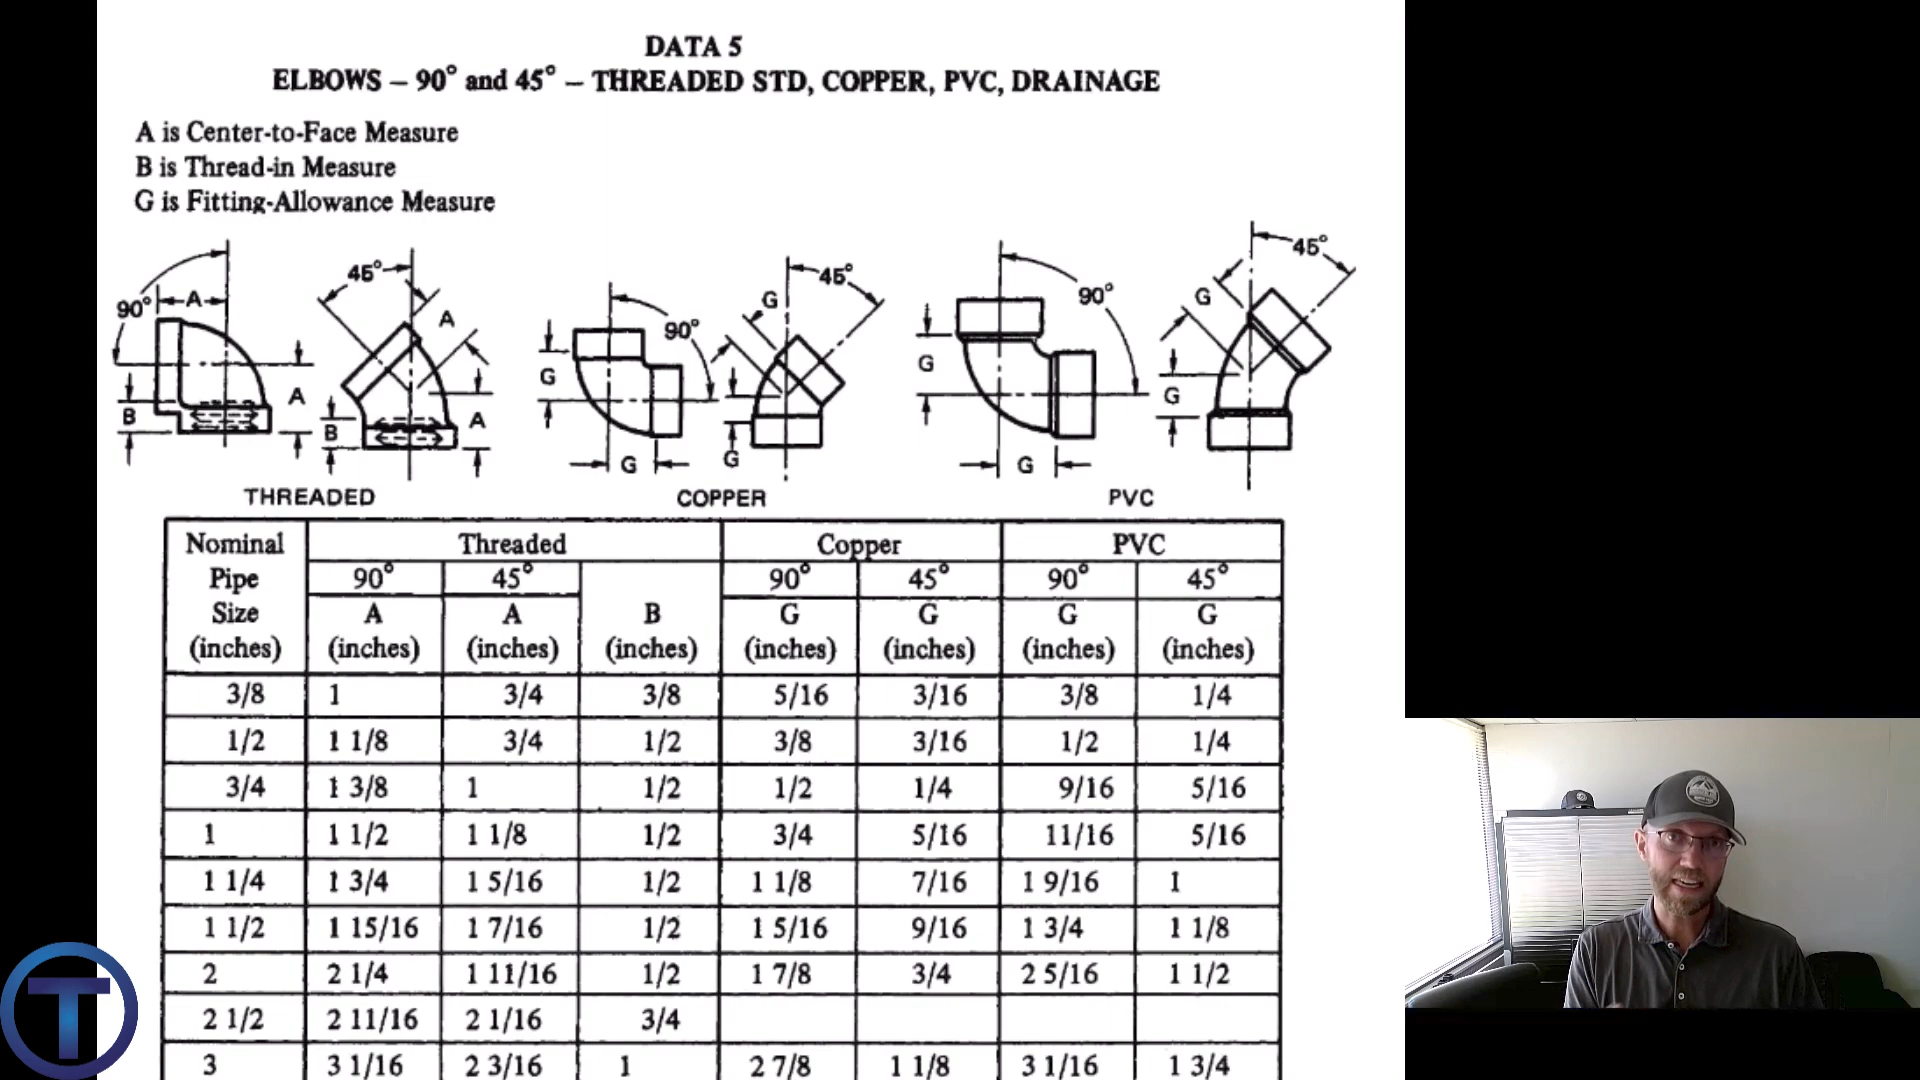 DATA 5
ELBOWS – 90° and 45° – THREADED STD, COPPER, PVC, DRAINAGE
A is Center-to-Face Measure
B is Thread-in Measure
G is Fitting-Allowance Measure
90° A B A
45° A A B
G 90° G
G 45° G
G 90° G
45° G G
THREADED COPPER PVC
Nominal Pipe Size (inches) Threaded Copper PVC
90° 45° 90° 45° 90° 45°
A A B G G G G
(inches) (inches) (inches) (inches) (inches) (inches) (inches)
3/8 1 3/4 3/8 5/16 3/16 3/8 1/4
1/2 1 1/8 3/4 1/2 3/8 3/16 1/2 1/4
3/4 1 3/8 1 1/2 1/2 1/4 9/16 5/16
1 1 1/2 1 1/8 1/2 3/4 5/16 11/16 5/16
1 1/4 1 3/4 1 5/16 1/2 1 1/8 7/16 1 9/16 1
1 1/2 1 15/16 1 7/16 1/2 1 5/16 9/16 1 3/4 1 1/8
2 2 1/4 1 11/16 1/2 1 7/8 3/4 2 5/16 1 1/2
2 1/2 2 11/16 2 1/16 3/4
3 3 1/16 2 3/16 1 2 7/8 1 1/8 3 1/16 1 3/4
T